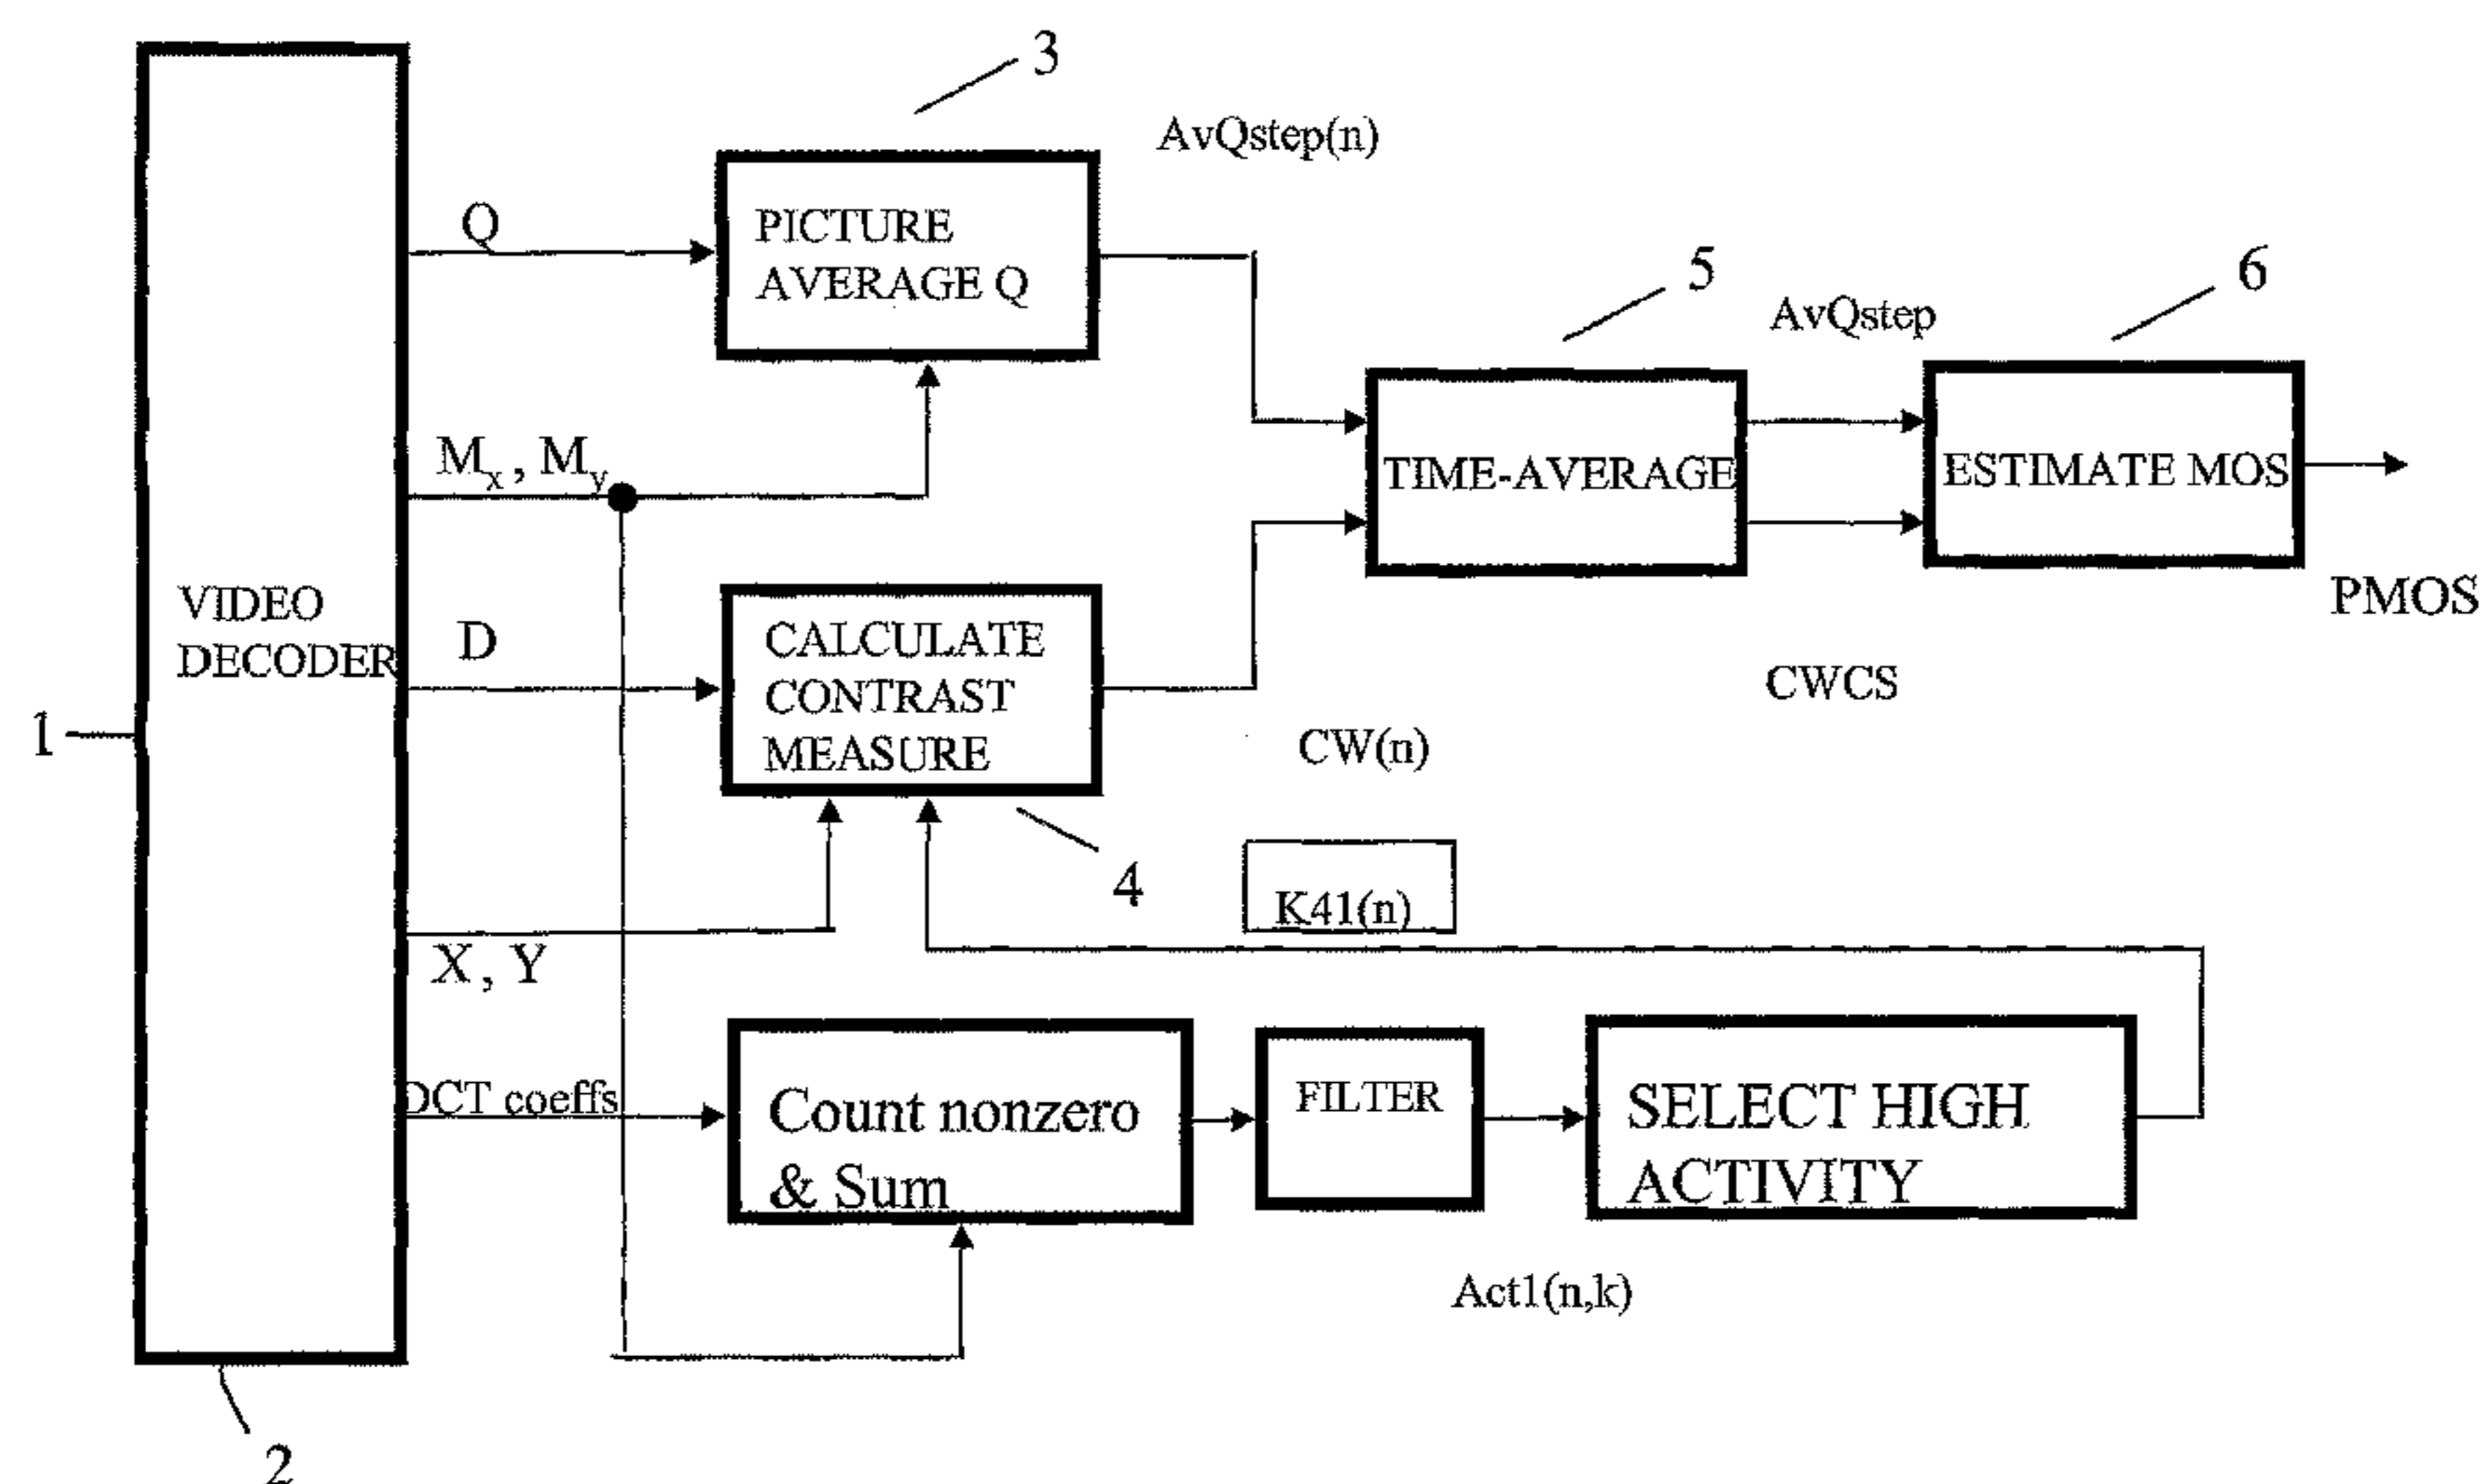 3
AvQstep(n)
Q
PICTURE
AVERAGE Q
5
6
AvQstep
Mx, My
TIME-AVERAGE
ESTIMATE MOS
PMOS
VIDEO
DECODER
D
CALCULATE
CONTRAST
MEASURE
CWCS
1
CW(n)
4
K41(n)
X, Y
DCT coeffs
Count nonzero
& Sum
FILTER
SELECT HIGH
ACTIVITY
Act1(n,k)
2